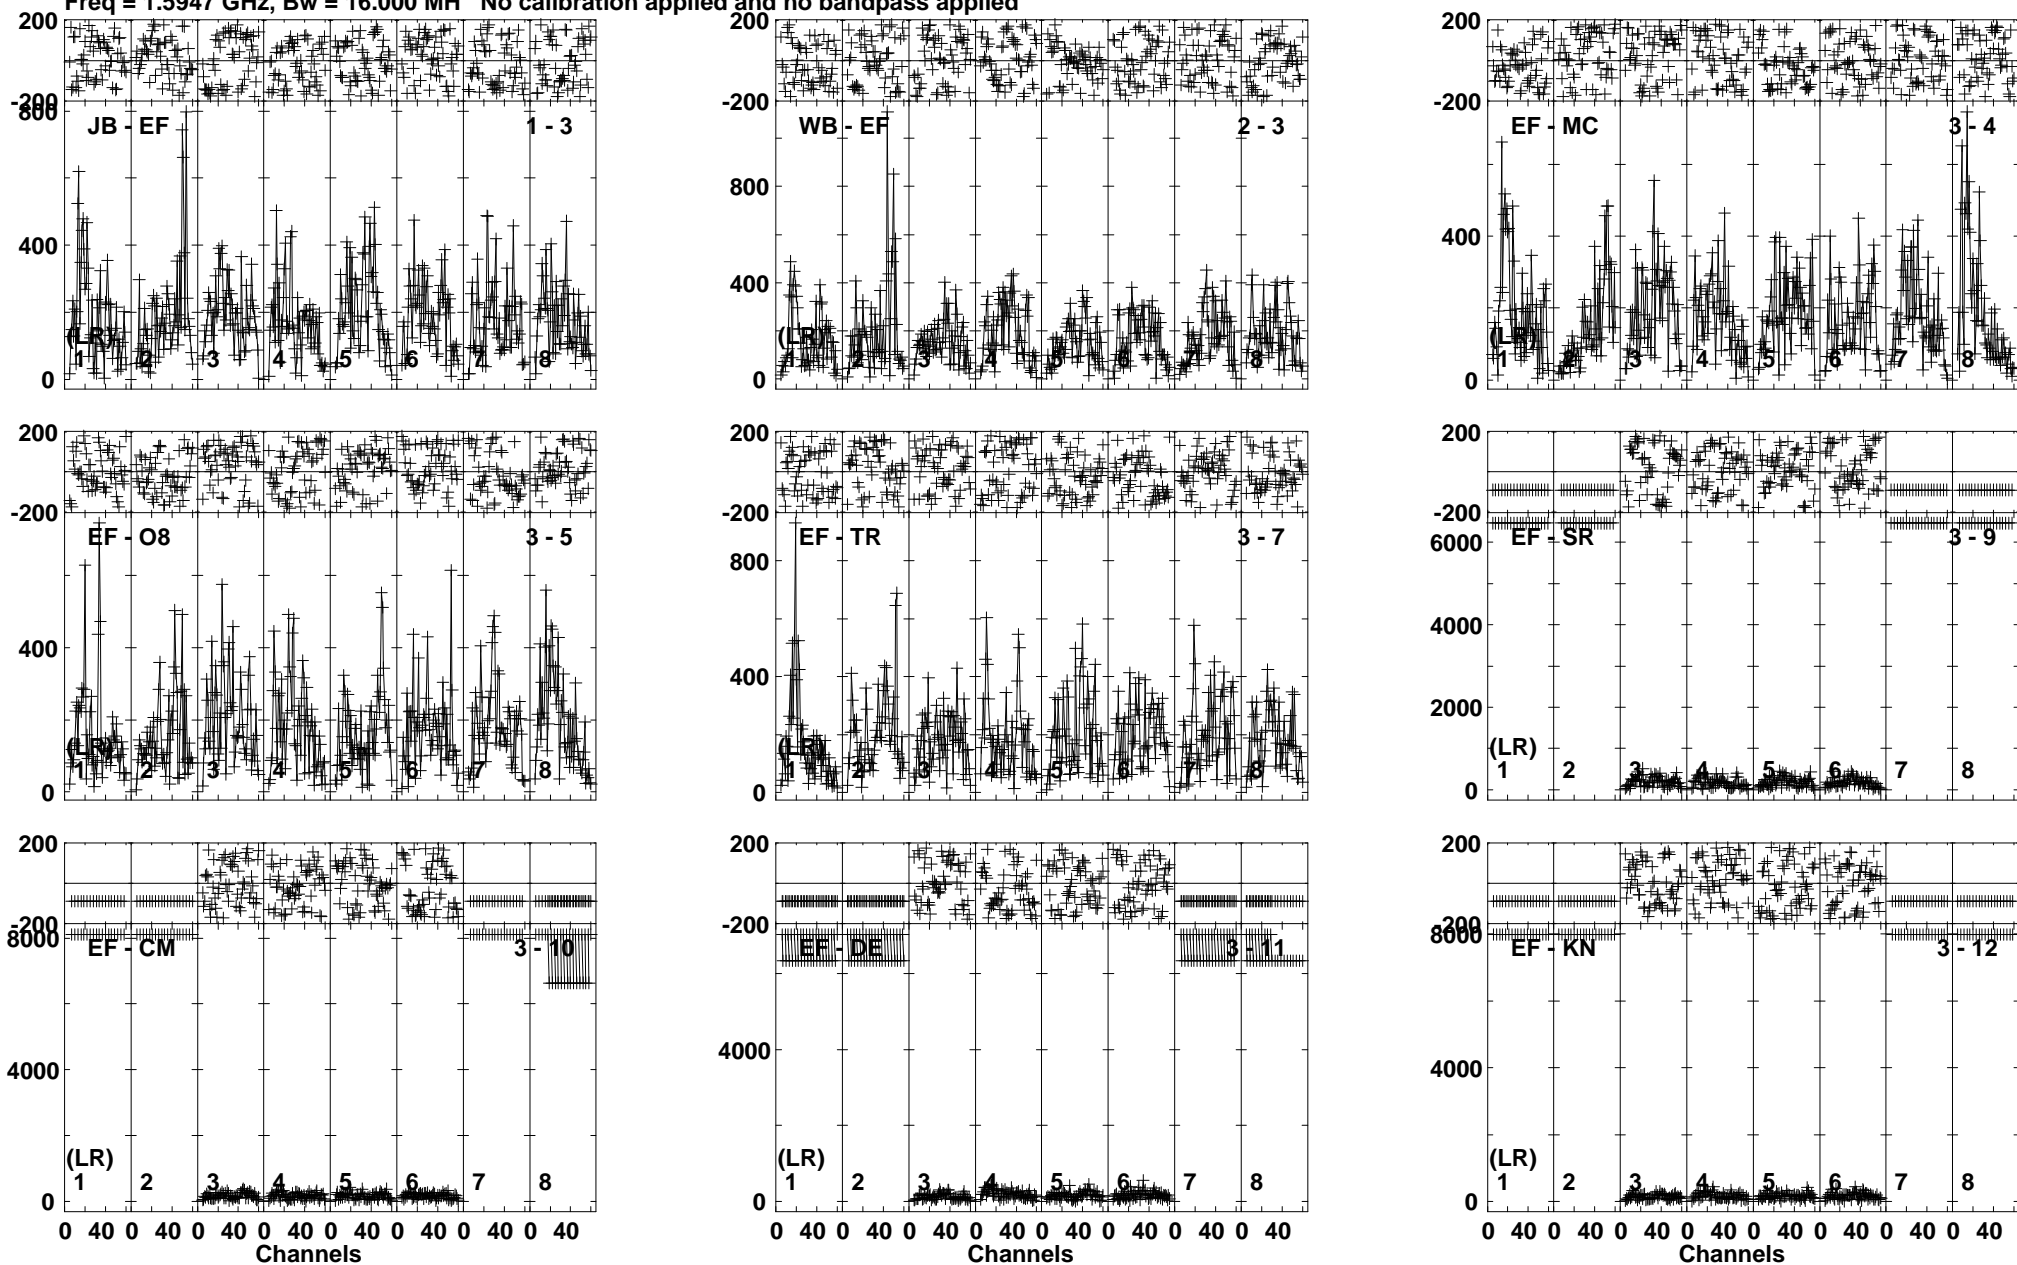 Freq = 1.5947 GHz, Bw = 16.000 MH No calibration applied and no bandpass applied
200
-200
800
400
0
JB - EF
1 - 3
(LR)
1 2 3 4 5 6 7 8
200
-200
800
400
0
WB - EF
2 - 3
(LR)
1 2 3 4 5 6 7 8
200
-200
400
0
EF - MC
3 - 4
(LR)
1 2 3 4 5 6 7 8
200
-200
400
0
EF - O8
3 - 5
(LR)
1 2 3 4 5 6 7 8
200
-200
800
400
0
EF - TR
3 - 7
(LR)
1 2 3 4 5 6 7 8
200
-200
6000
4000
2000
0
EF - SR
3 - 9
(LR)
1 2 3 4 5 6 7 8
200
-200
8000
4000
0
EF - CM
3 - 10
(LR)
1 2 3 4 5 6 7 8
0 40 0 40 0 40 0 40 0 40 0 40 0 40 0 40
Channels
200
-200
4000
0
EF - DE
3 - 11
(LR)
1 2 3 4 5 6 7 8
0 40 0 40 0 40 0 40 0 40 0 40 0 40 0 40
Channels
200
-200
8000
4000
0
EF - KN
3 - 12
(LR)
1 2 3 4 5 6 7 8
0 40 0 40 0 40 0 40 0 40 0 40 0 40 0 40
Channels